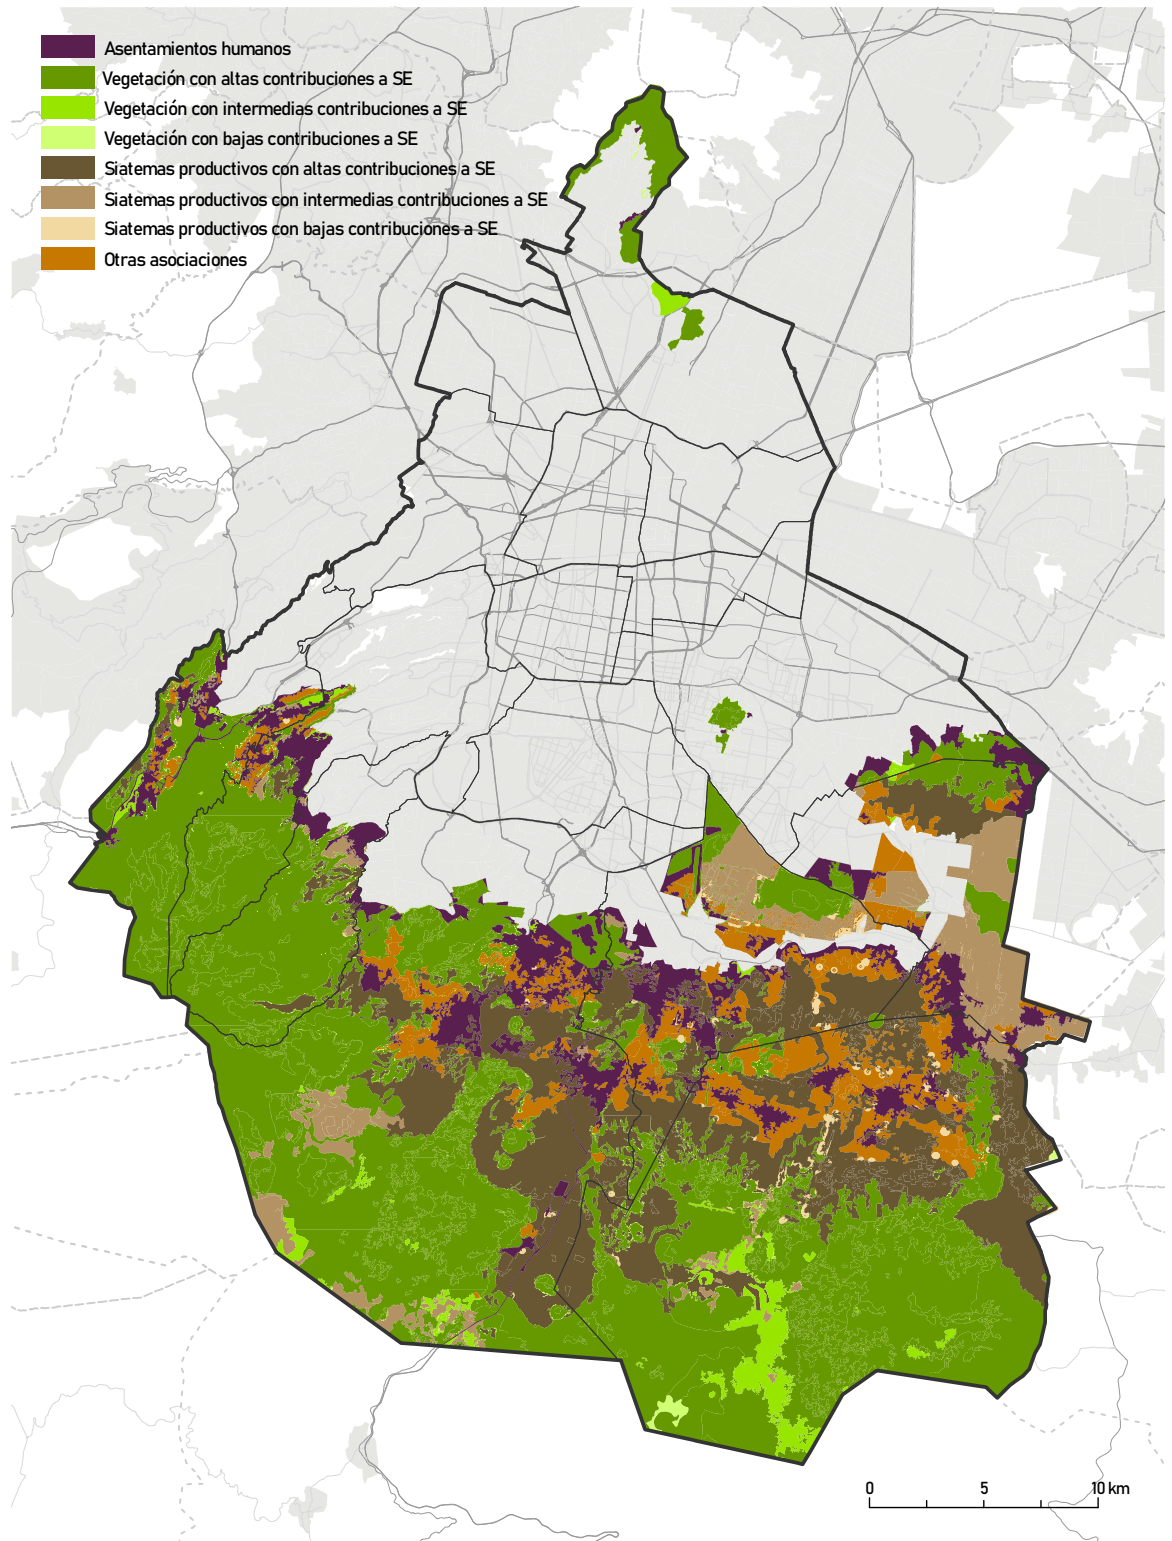 Asentamientos humanos
Vegetación con altas contribuciones a SE
Vegetación con intermedias contribuciones a SE
Vegetación con bajas contribuciones a SE
Siatemas productivos con altas contribuciones a SE
Siatemas productivos con intermedias contribuciones a SE
Siatemas productivos con bajas contribuciones a SE
Otras asociaciones
0 5 10 km